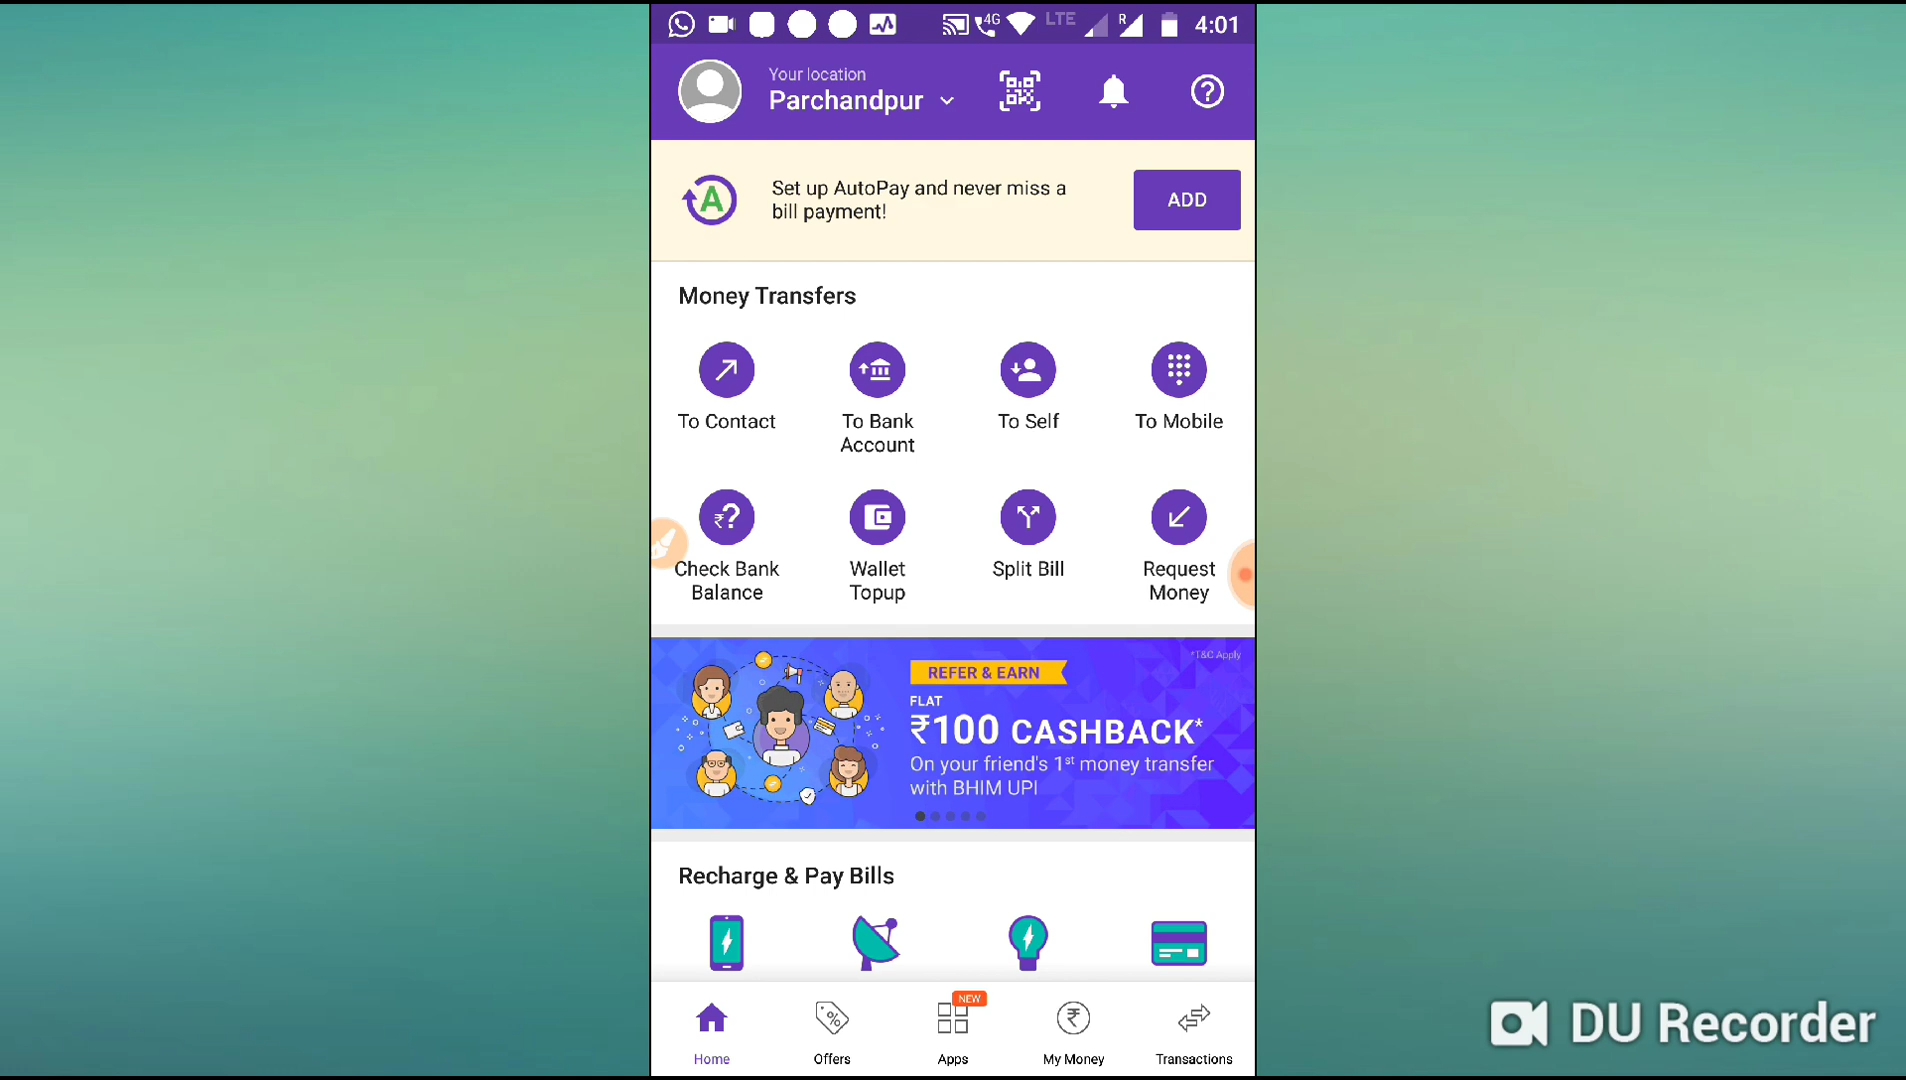 4G LTE R 4:01
Your location
Parchandpur
A
Set up AutoPay and never miss a
bill payment!
ADD
Money Transfers
To Contact
To Bank
Account
To Self
To Mobile
₹?
Check Bank
Balance
Wallet
Topup
Split Bill
Request
Money
*T&C Apply
REFER & EARN
FLAT
₹100 CASHBACK*
On your friend's 1st money transfer
with BHIM UPI
Recharge & Pay Bills
NEW
Home
Offers
Apps
My Money
Transactions
DU Recorder